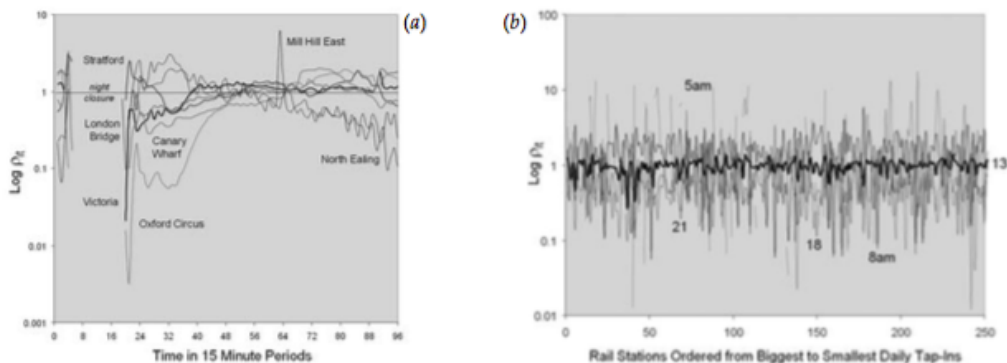 (a)
10
1
0.1
0.01
0.001
Log ρit
Stratford
night
closure
London
Bridge
Victoria
Oxford Circus
Canary
Wharf
Mill Hill East
North Ealing
0 8 16 24 32 40 48 56 64 72 80 88 96
Time in 15 Minute Periods
(b)
100
10
1
0.1
0.01
Log ρit
5am
13
21
18
8am
0 50 100 150 200 250
Rail Stations Ordered from Biggest to Smallest Daily Tap-Ins